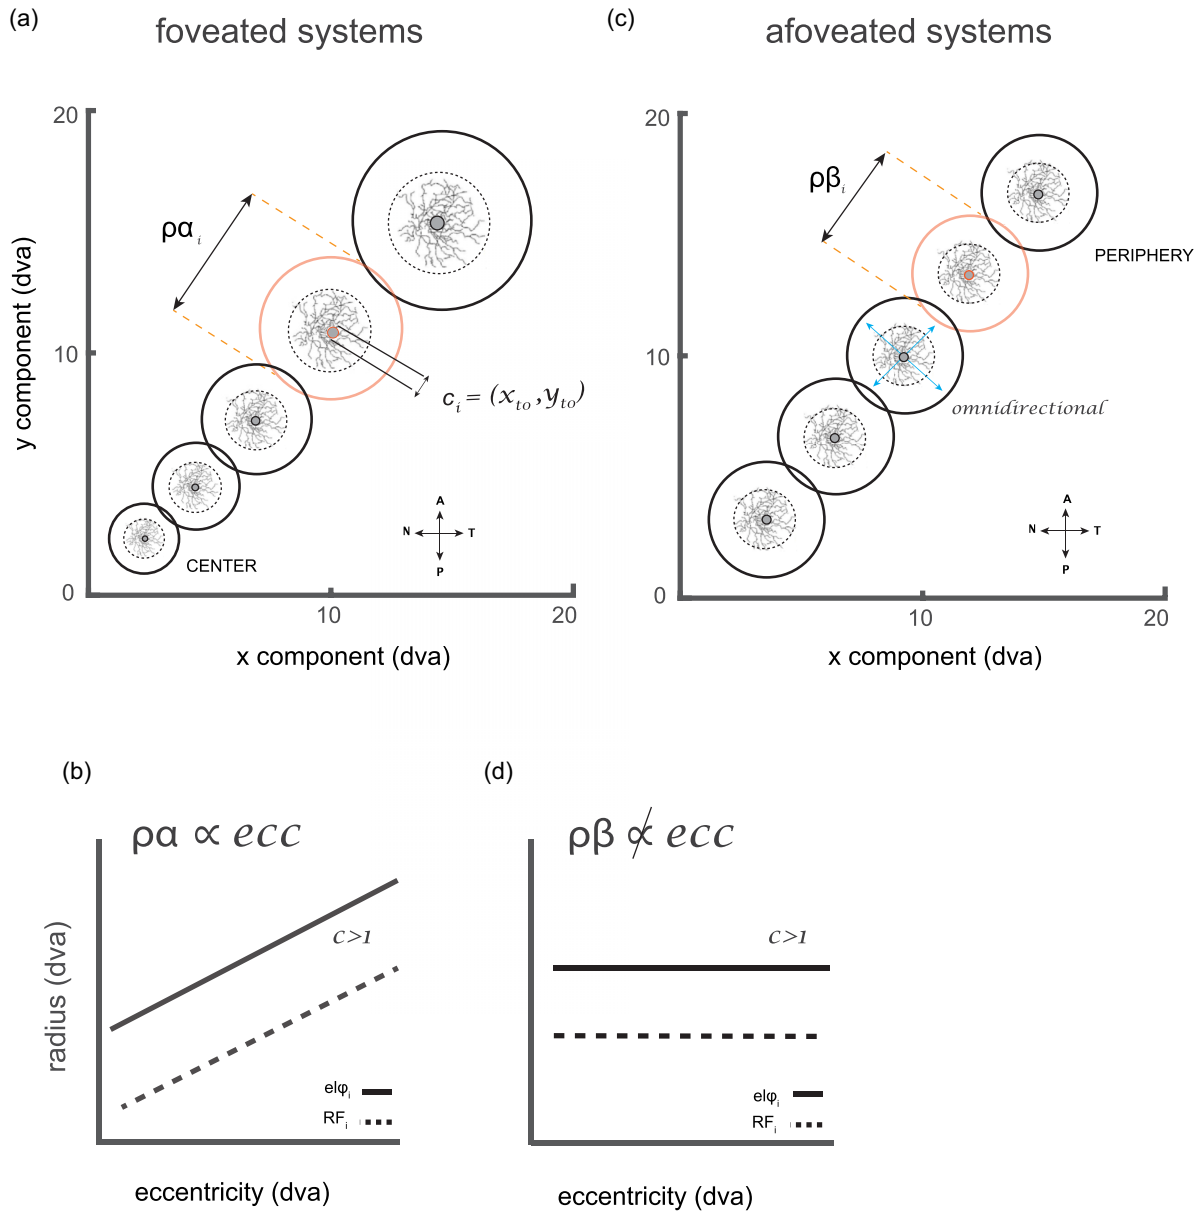 (a)
foveated systems
20
10
0
y component (dva)
ρα i
c i = (x to , y to )
CENTER
A
N T
P
10
20
x component (dva)
(c)
afoveated systems
20
10
0
ρβ i
PERIPHERY
omnidirectional
A
N T
P
10
20
x component (dva)
(b)
ρα ∝ ecc
radius (dva)
c>1
elφ i
RF i
eccentricity (dva)
(d)
ρβ ∝̸ ecc
c>1
elφ i
RF i
eccentricity (dva)